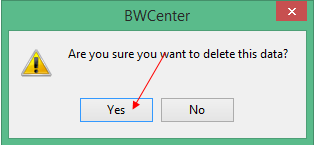 BWCenter
Are you sure you want to delete this data?
Yes
No